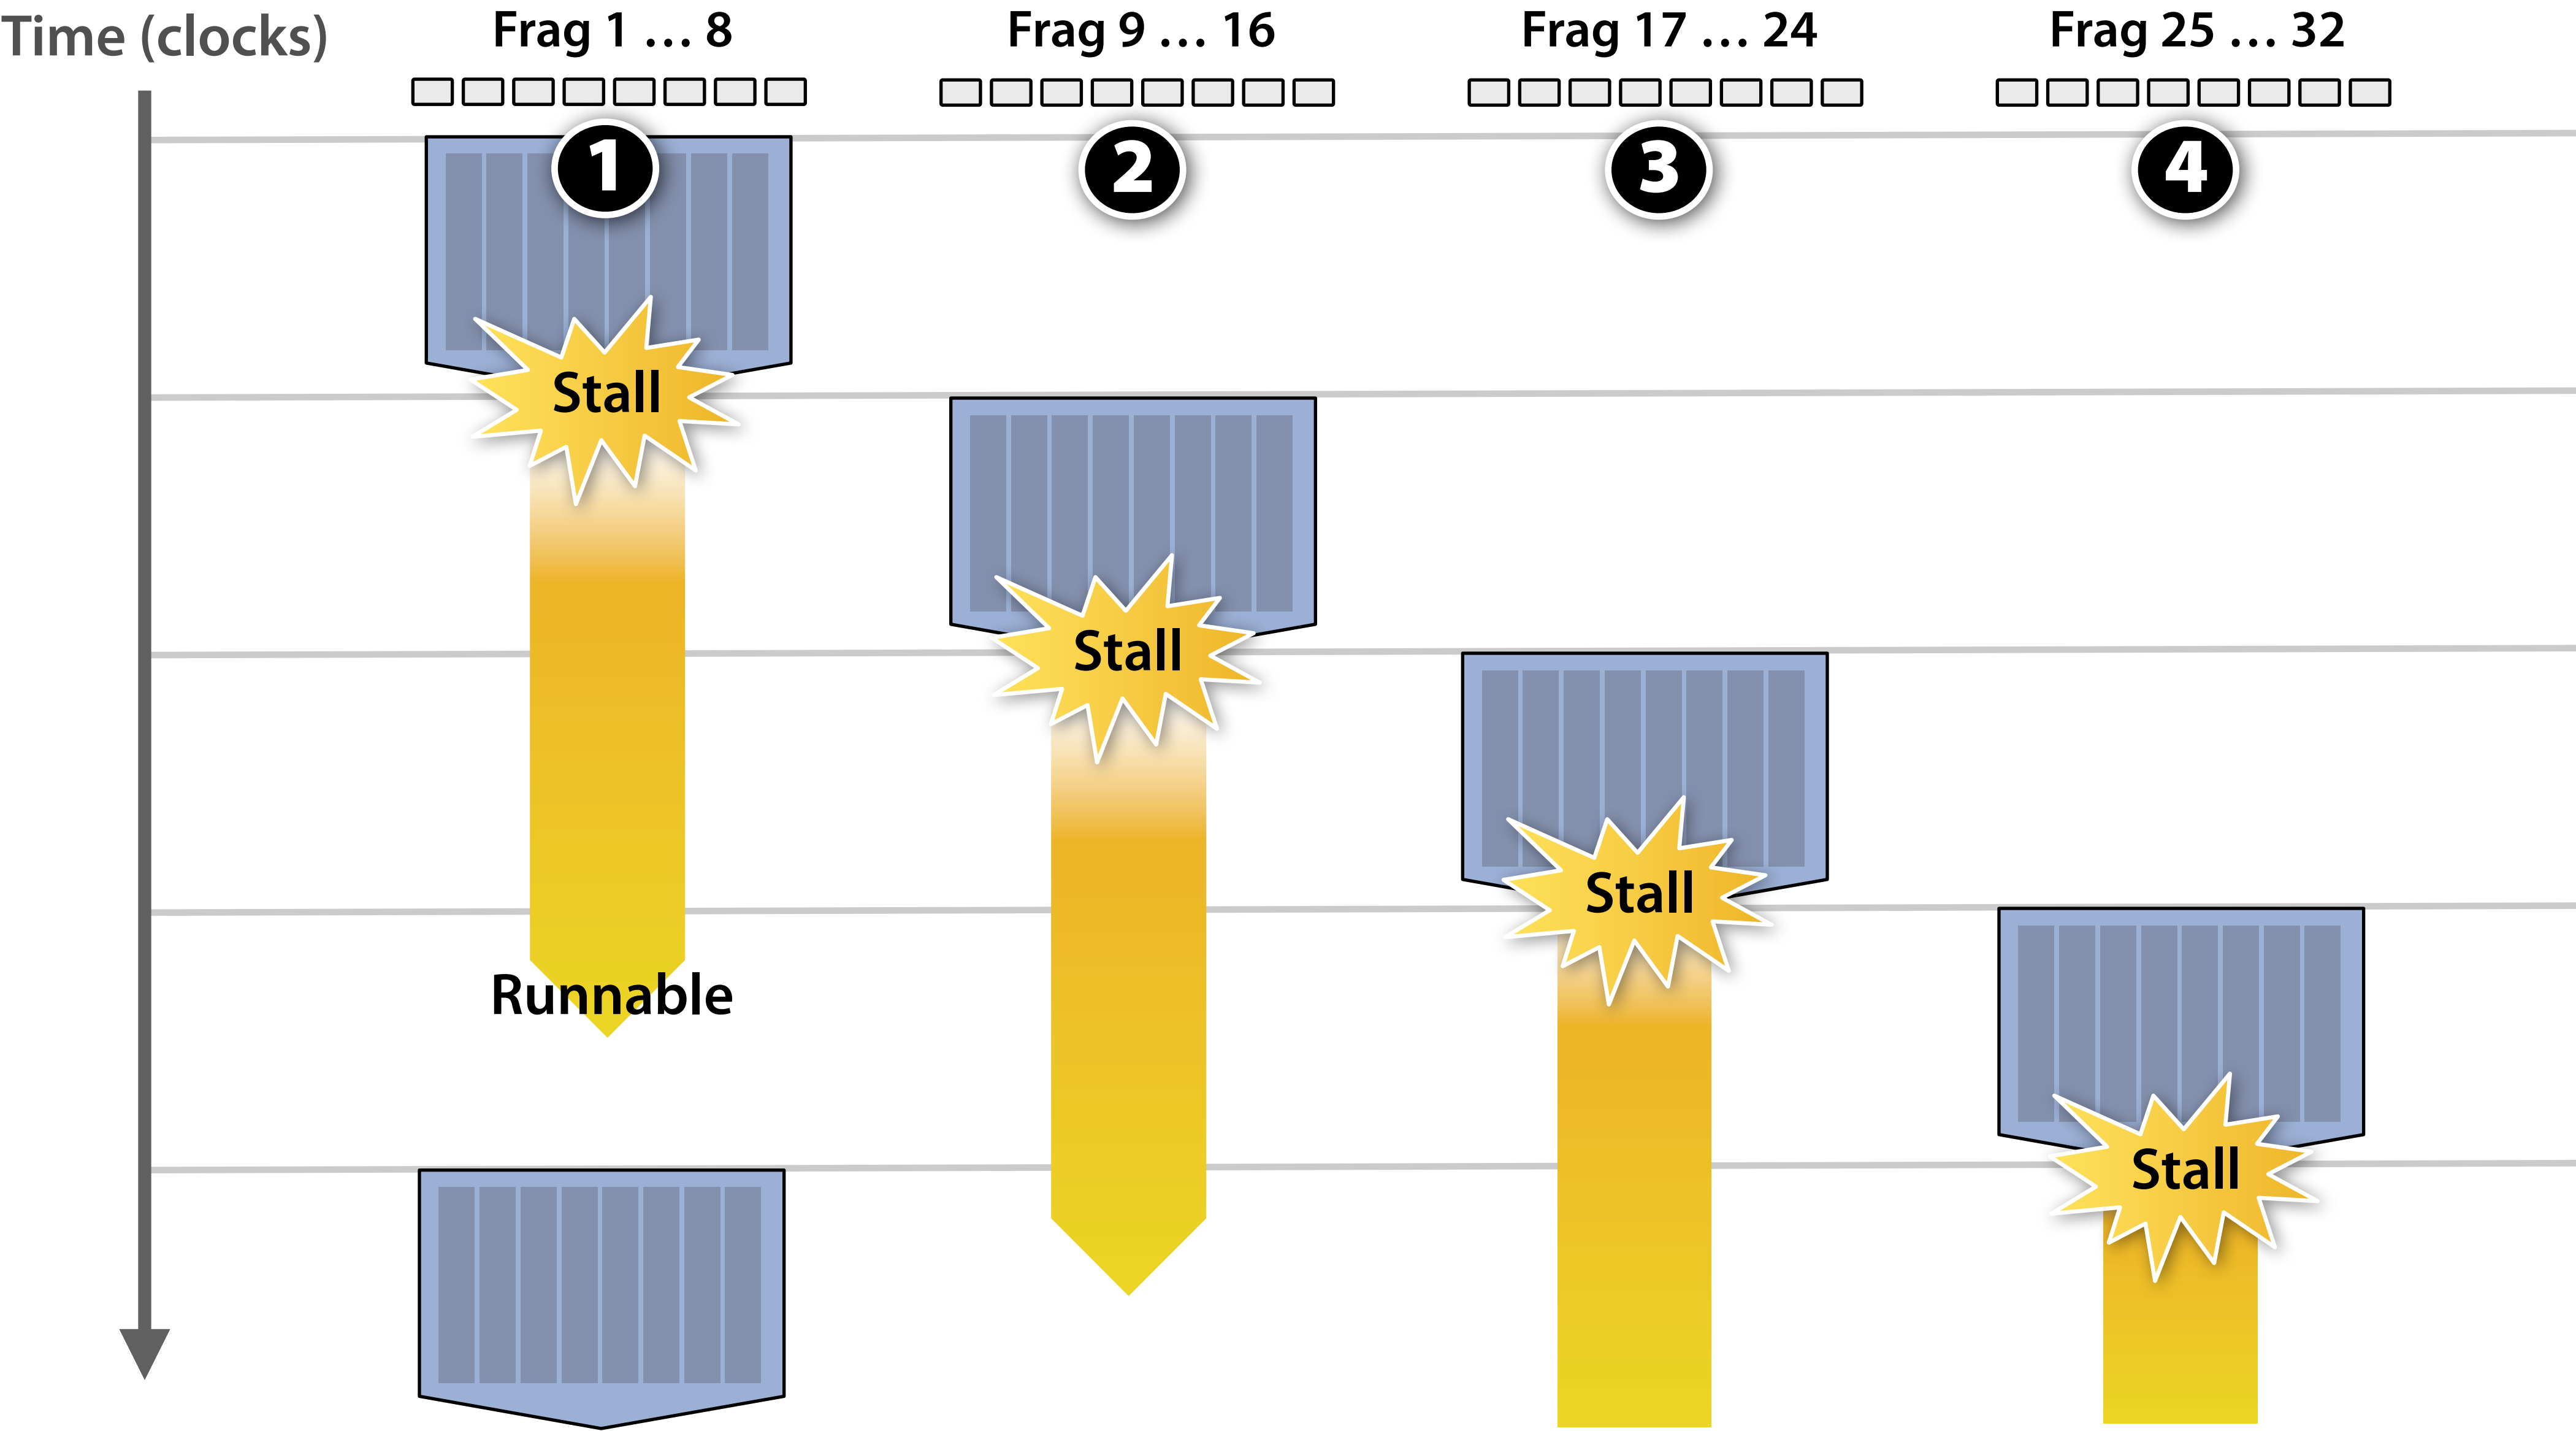 Time (clocks)
Frag 1 … 8
Frag 9 … 16
Frag 17 … 24
Frag 25 … 32
1
2
3
4
Stall
Stall
Stall
Runnable
Stall